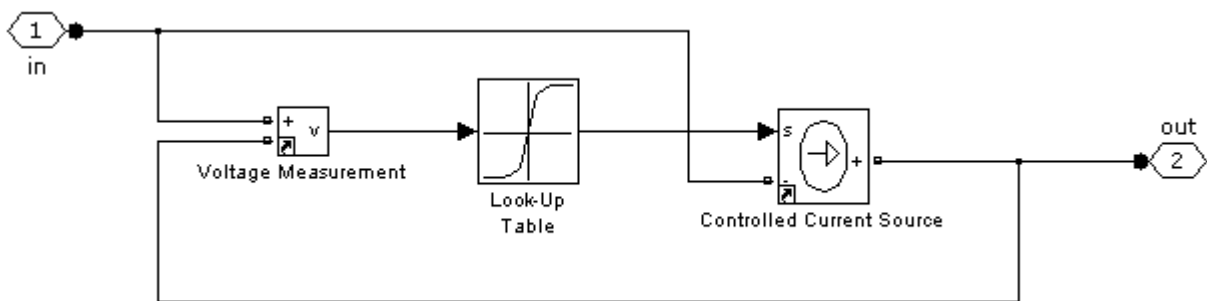 1
in
+
v
Voltage Measurement
Look-Up
Table
s
+
-
Controlled Current Source
out
2